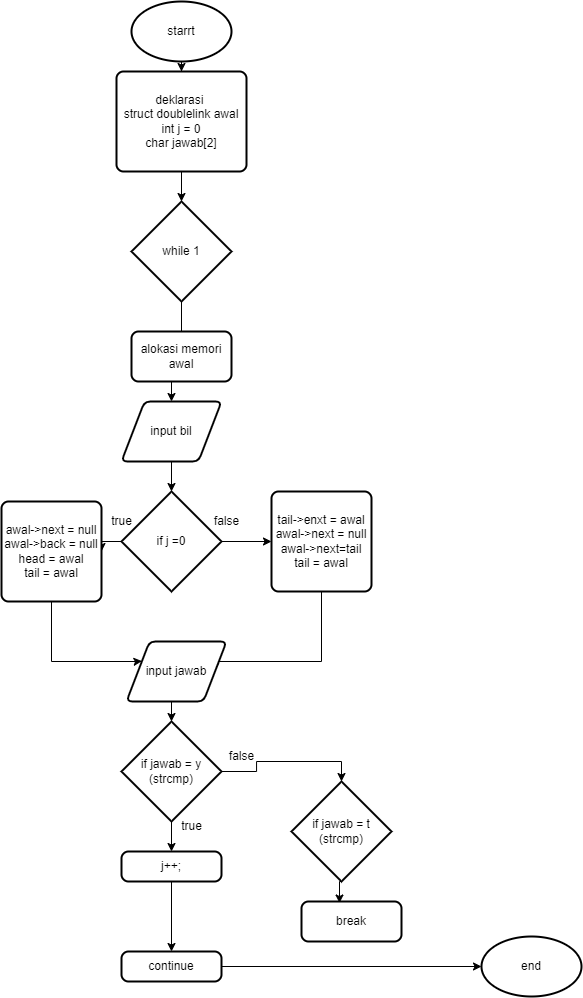 starrt
deklarasi
struct doublelink awal
int j = 0
char jawab[2]
while 1
alokasi memori
awal
input bil
true
if j =0
false
awal->next = null
awal->back = null
head = awal
tail = awal
tail->enxt = awal
awal->next = null
awal->next=tail
tail = awal
input jawab
if jawab = y
(strcmp)
false
true
if jawab = t
(strcmp)
j++;
break
continue
end